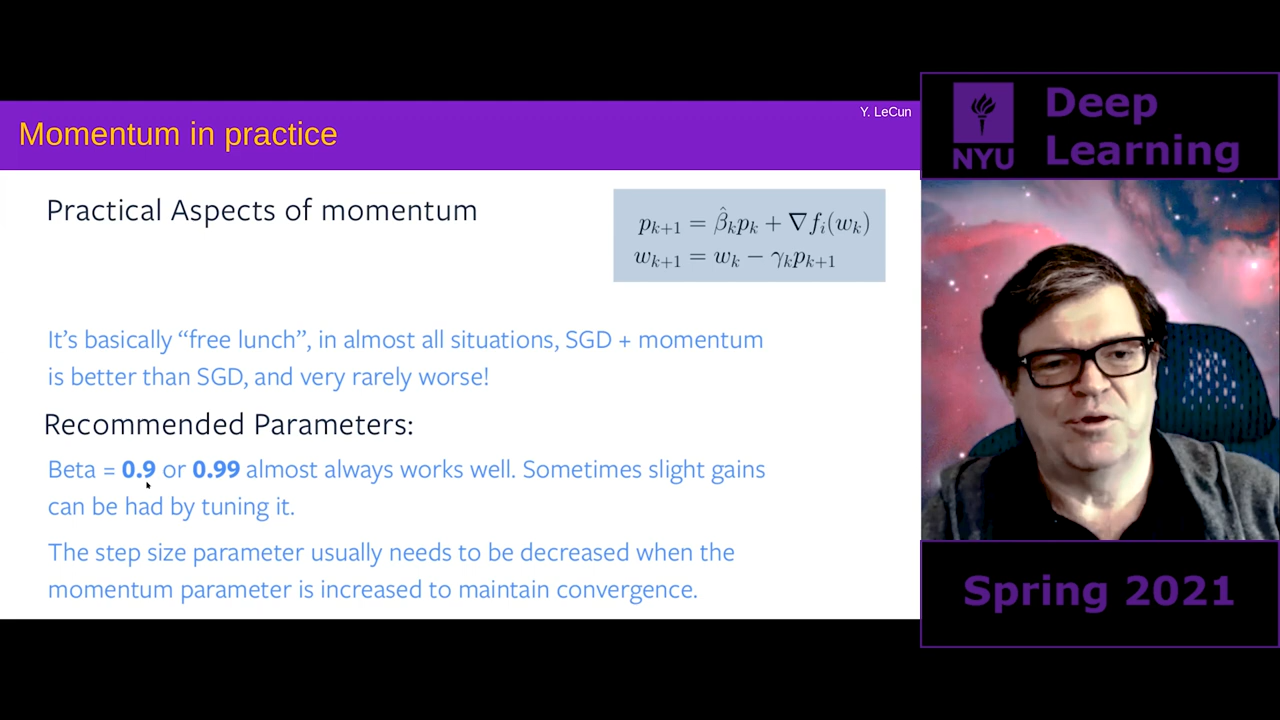 Y. LeCun
Momentum in practice
Practical Aspects of momentum
p_{k+1} = \hat{β}_k p_k + ∇f_i(w_k)
w_{k+1} = w_k − γ_k p_{k+1}
It’s basically “free lunch”, in almost all situations, SGD + momentum
is better than SGD, and very rarely worse!
Recommended Parameters:
Beta = 0.9 or 0.99 almost always works well. Sometimes slight gains
can be had by tuning it.
The step size parameter usually needs to be decreased when the
momentum parameter is increased to maintain convergence.
NYU
Deep
Learning
Spring 2021